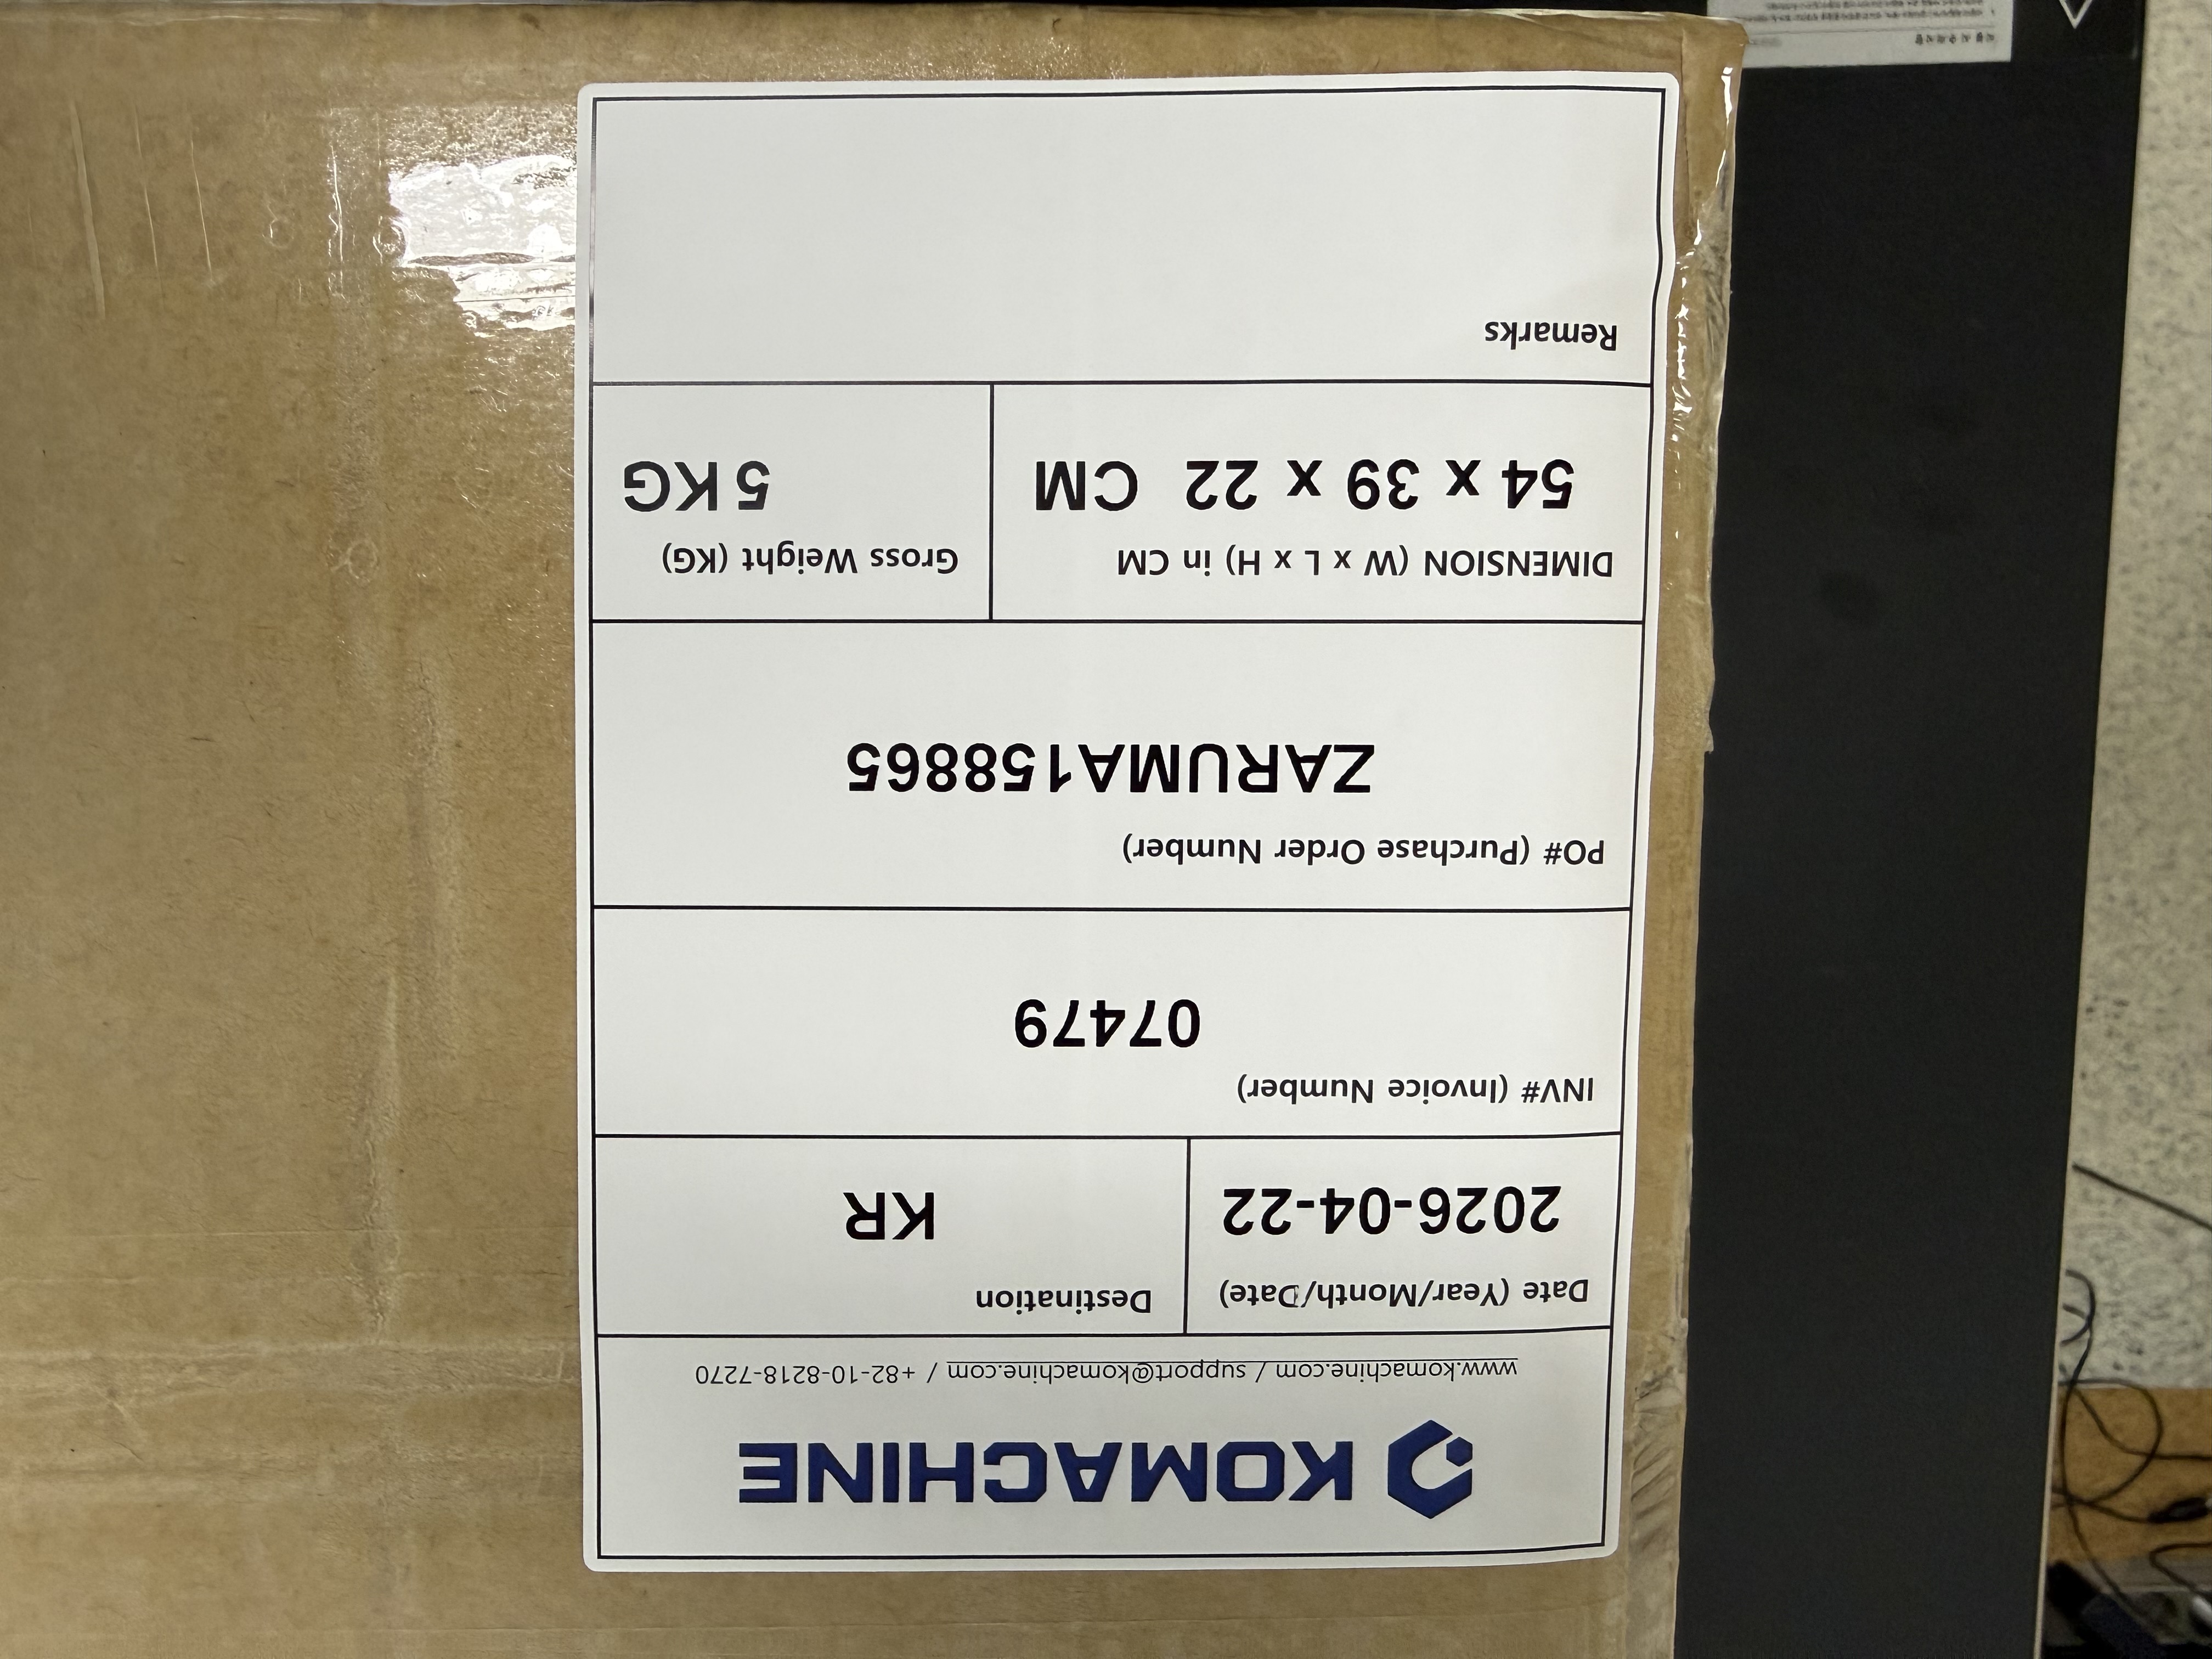 KOMACHINE
www.komachine.com / support@komachine.com / +82-10-8218-7270
Date (Year/Month/Date)
2026-04-22
Destination
KR
INV# (Invoice Number)
07479
PO# (Purchase Order Number)
ZARUMA158865
DIMENSION (W x L x H) in CM
54 x 39 x 22 CM
Gross Weight (KG)
5 KG
Remarks